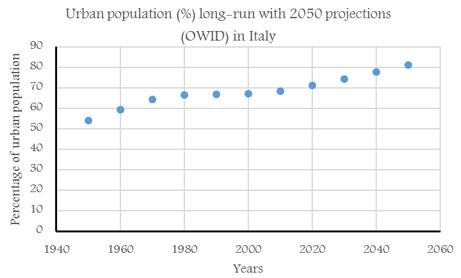 Urban population (%) long-run with 2050 projections
(OWID) in Italy
Percentage of urban population
90
80
70
60
50
40
30
20
10
0
1940 1960 1980 2000 2020 2040 2060
Years